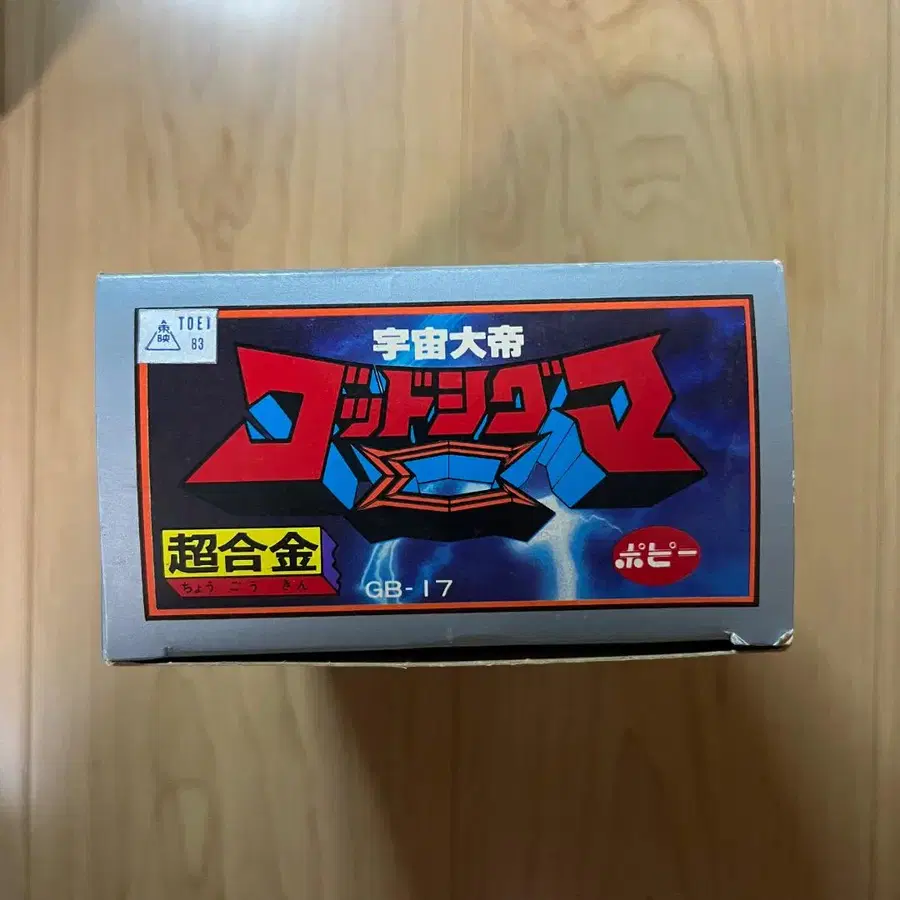 東映
TOEI
83
宇宙大帝
ゴッドシグマ
超合金
ちょう ごう きん
GB-17
ポピー